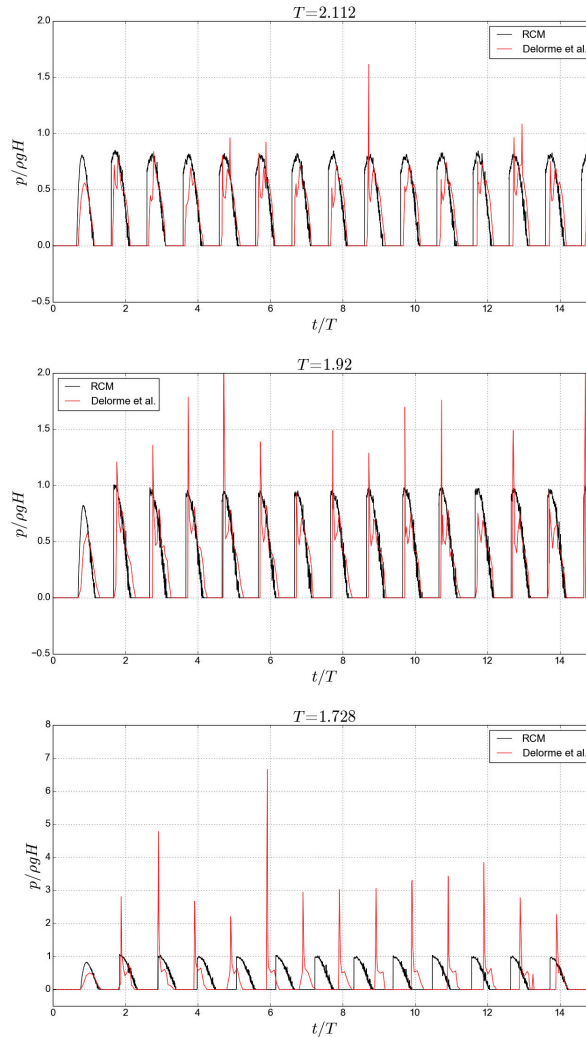 T=2.112
2.0
1.5
1.0
0.5
0.0
−0.5
p/ρgH
RCM
Delorme et al.
0 2 4 6 8 10 12 14
t/T
T=1.92
2.0
1.5
1.0
0.5
0.0
−0.5
p/ρgH
RCM
Delorme et al.
0 2 4 6 8 10 12 14
t/T
T=1.728
8
7
6
5
4
3
2
1
0
p/ρgH
RCM
Delorme et al.
0 2 4 6 8 10 12 14
t/T